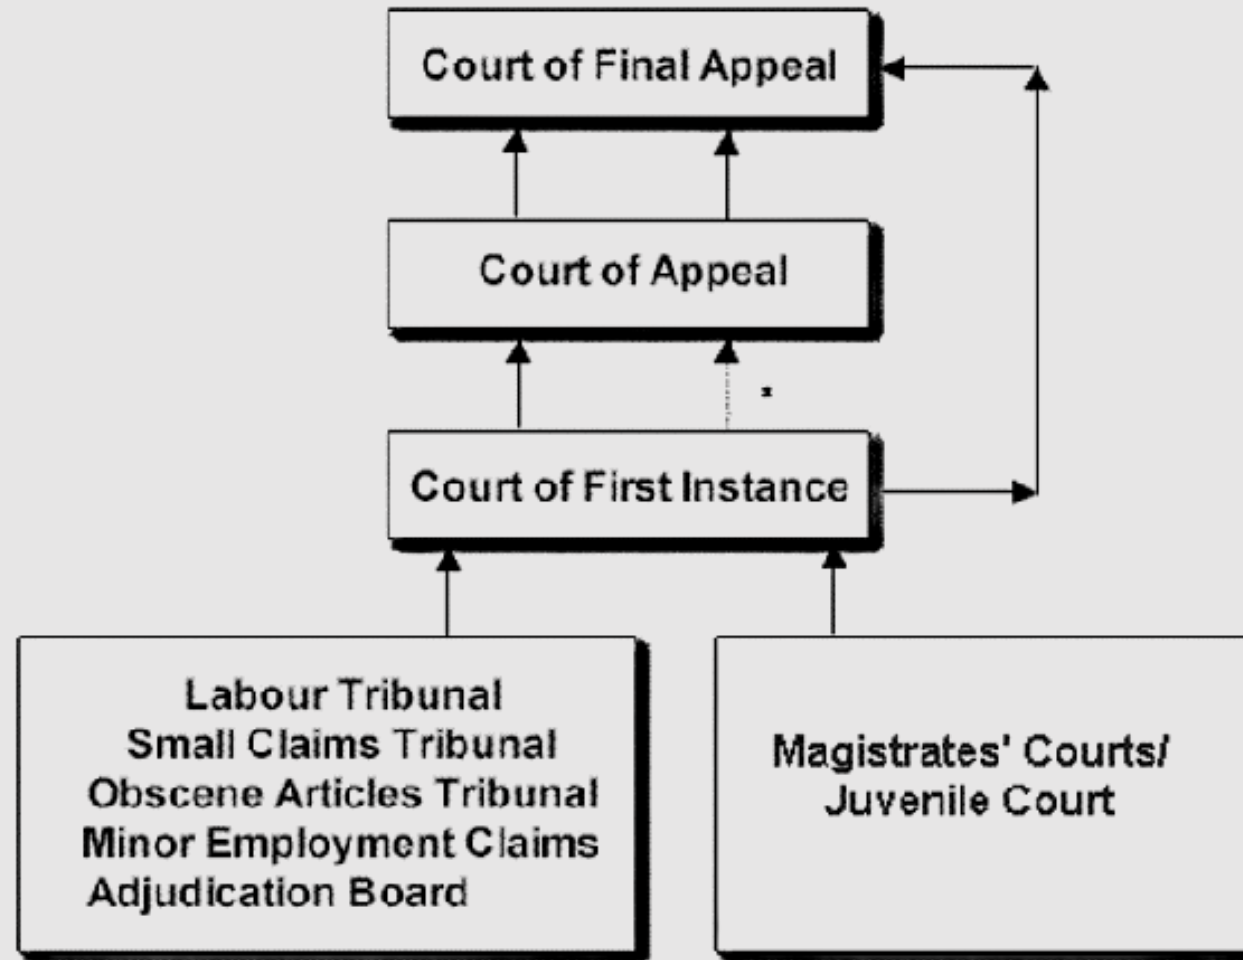 Court of Final Appeal
Court of Appeal
*
Court of First Instance
Labour Tribunal
Small Claims Tribunal
Obscene Articles Tribunal
Minor Employment Claims
Adjudication Board
Magistrates' Courts/
Juvenile Court